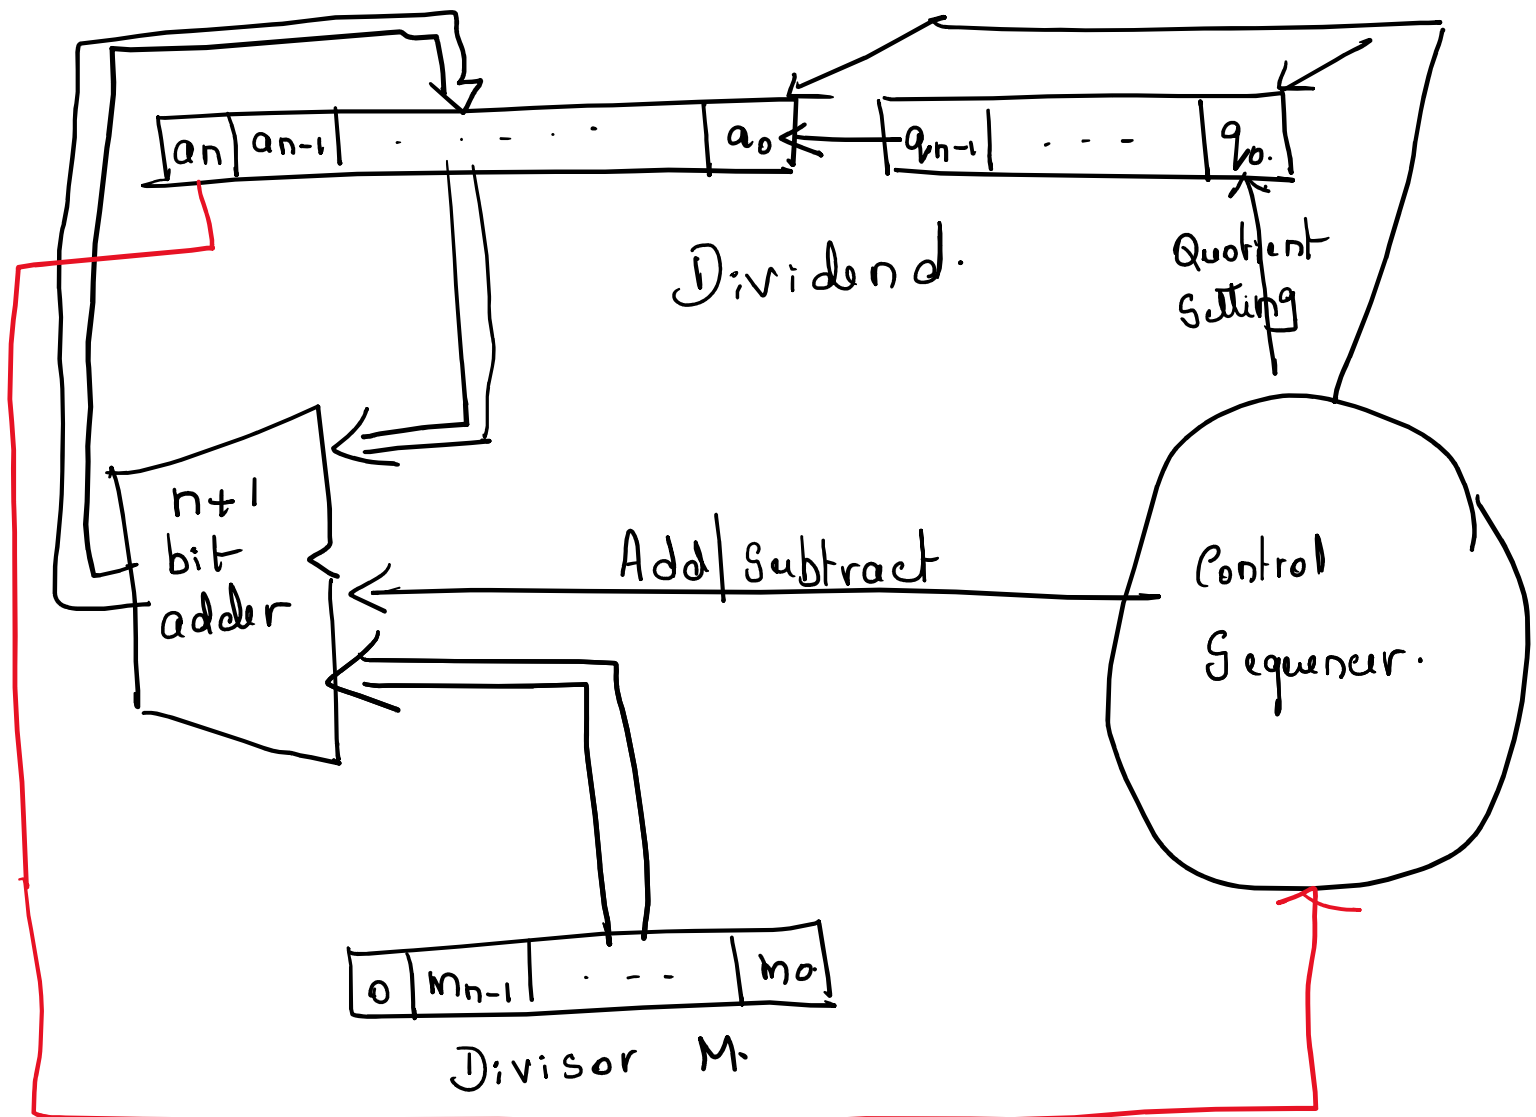 an an-1 . . - . . a0 qn-1 . - - q0.
Dividend.
Quotient
Setting
n+1
bit
adder
Add/Subtract
Control
Sequencer.
0 mn-1 . - - m0
Divisor M.